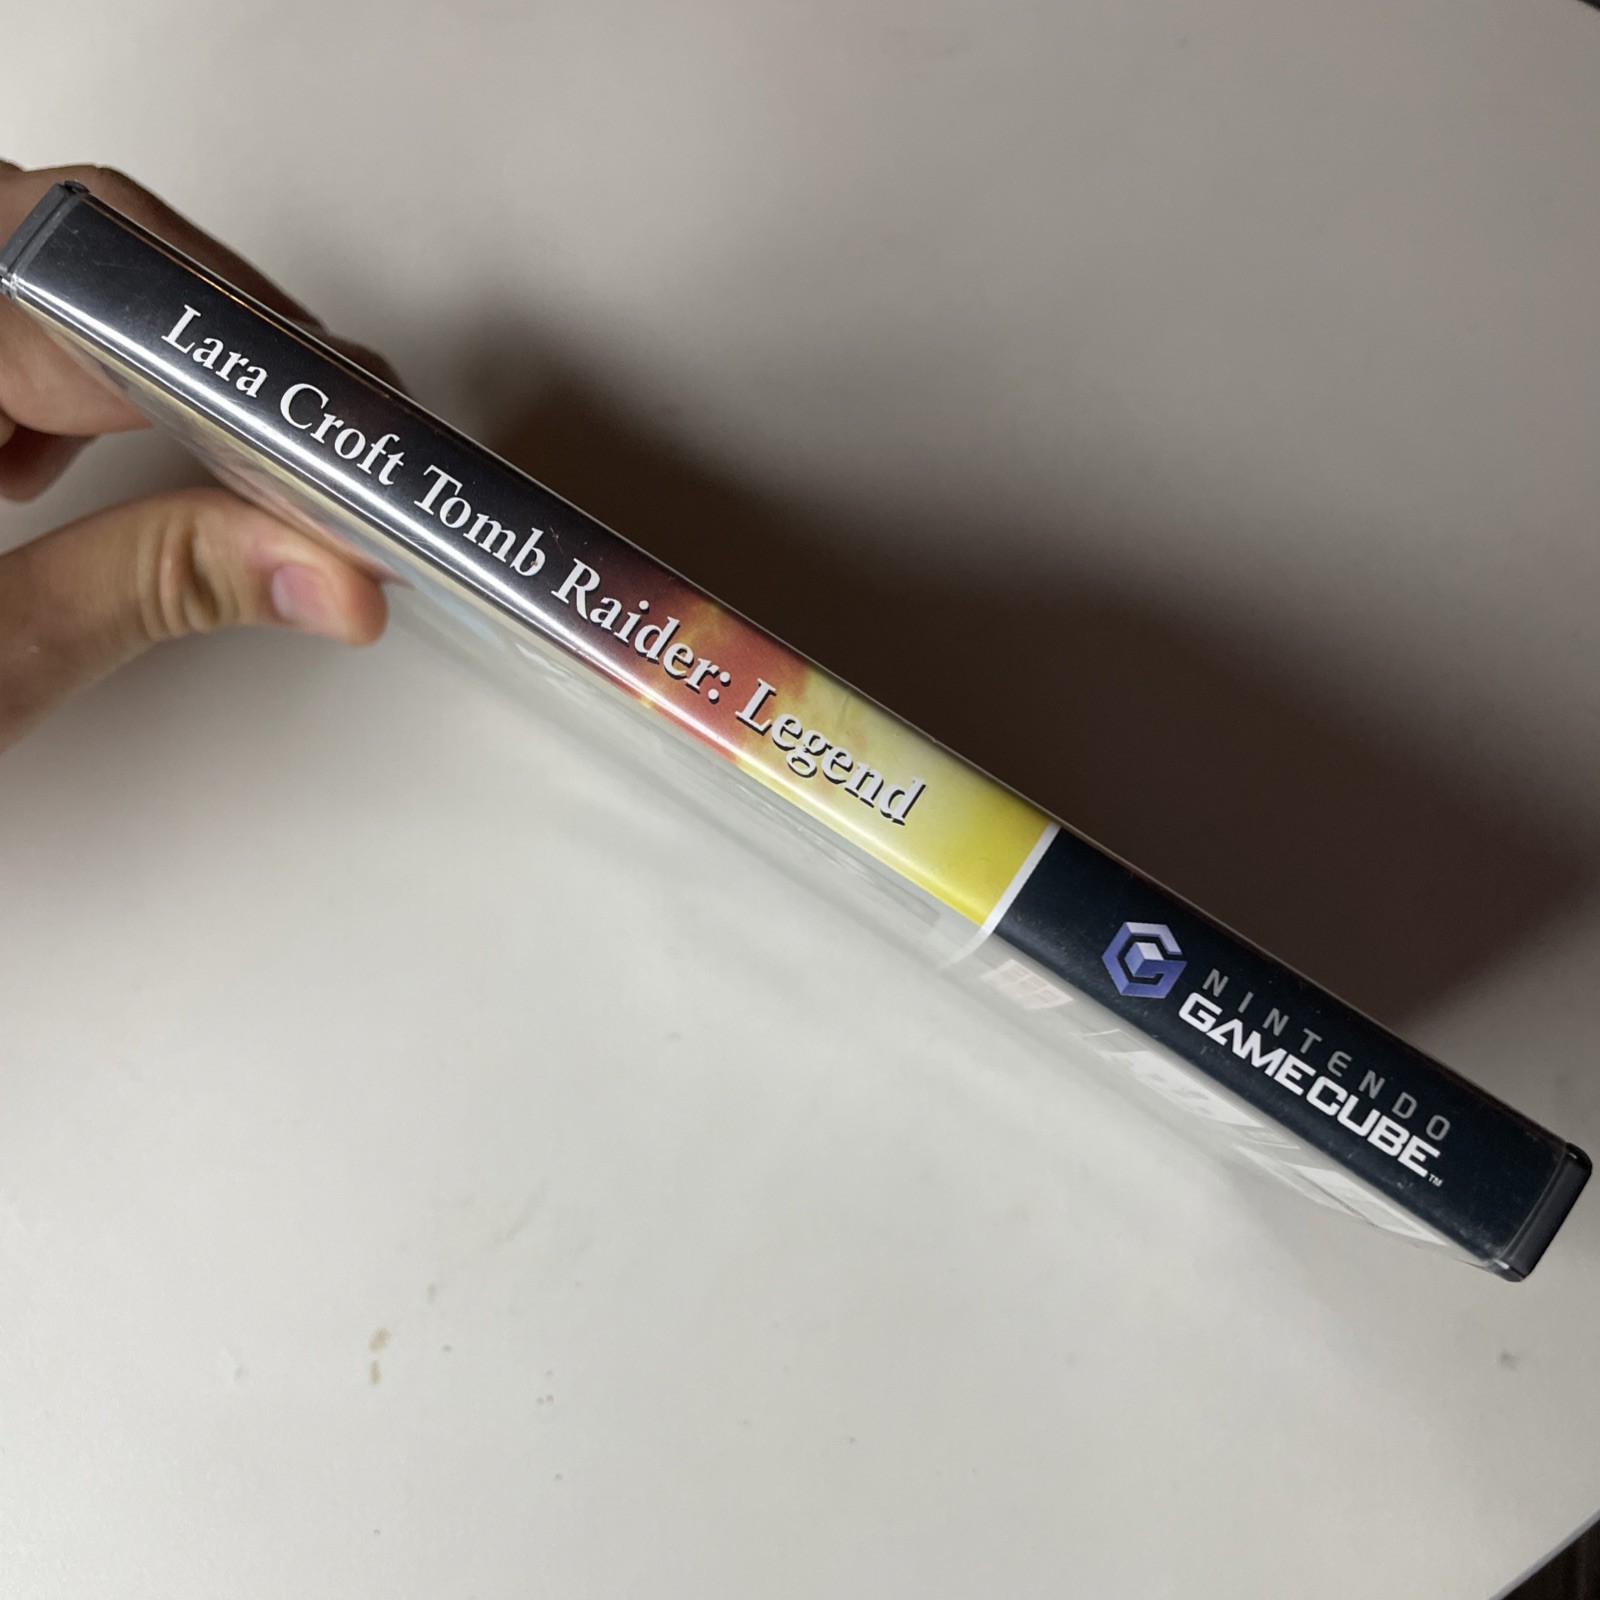 Lara Croft Tomb Raider: Legend
NINTENDO
GAMECUBE™